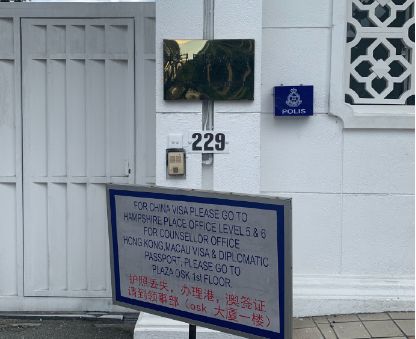 POLIS
229
FOR CHINA VISA PLEASE GO TO
HAMPSHIRE PLACE OFFICE LEVEL 5 & 6
FOR COUNSELLOR OFFICE
HONG KONG,MACAU VISA & DIPLOMATIC
PASSPORT, PLEASE GO TO
PLAZA OSK 1st FLOOR.
护照丢失，办理港，澳签证
请到领事部（osk 大厦一楼）